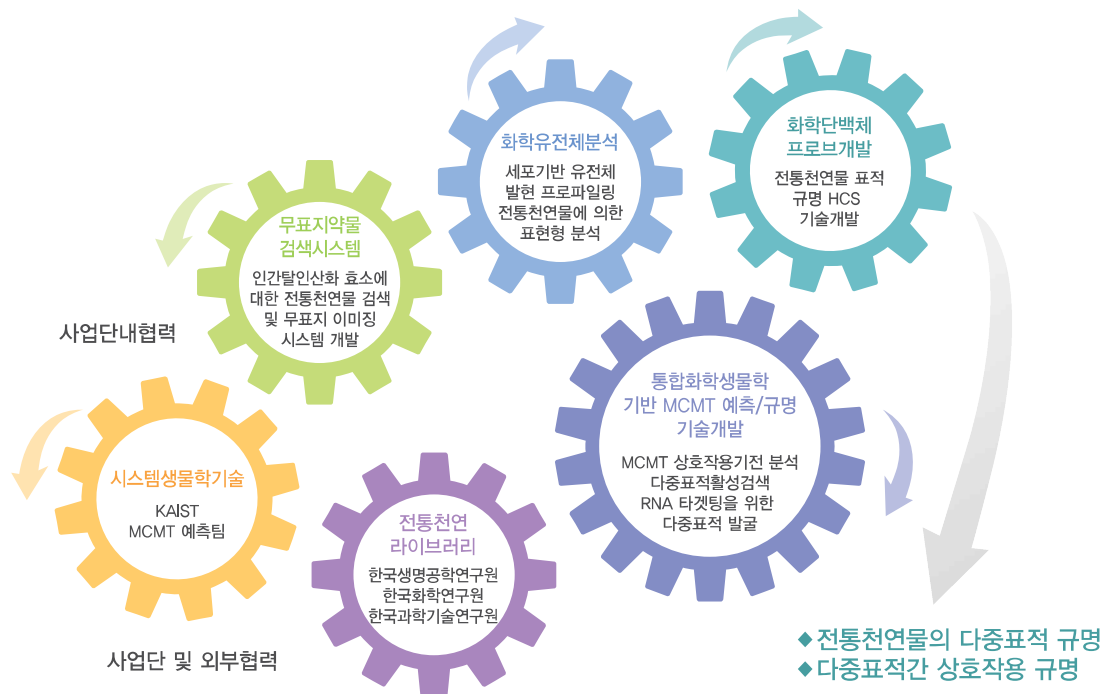 화학유전체분석
세포기반 유전체
발현 프로파일링
전통천연물에 의한
표현형 분석
화학단백체
프로브개발
전통천연물 표적
규명 HCS
기술개발
무표지약물
검색시스템
인간탈인산화 효소에
대한 전통천연물 검색
및 무표지 이미징
시스템 개발
사업단내협력
통합화학생물학
기반 MCMT 예측/규명
기술개발
MCMT 상호작용기전 분석
다중표적활성검색
RNA 타겟팅을 위한
다중표적 발굴
시스템생물학기술
KAIST
MCMT 예측팀
전통천연
라이브러리
한국생명공학연구원
한국화학연구원
한국과학기술연구원
사업단 및 외부협력
◆전통천연물의 다중표적 규명
◆다중표적간 상호작용 규명